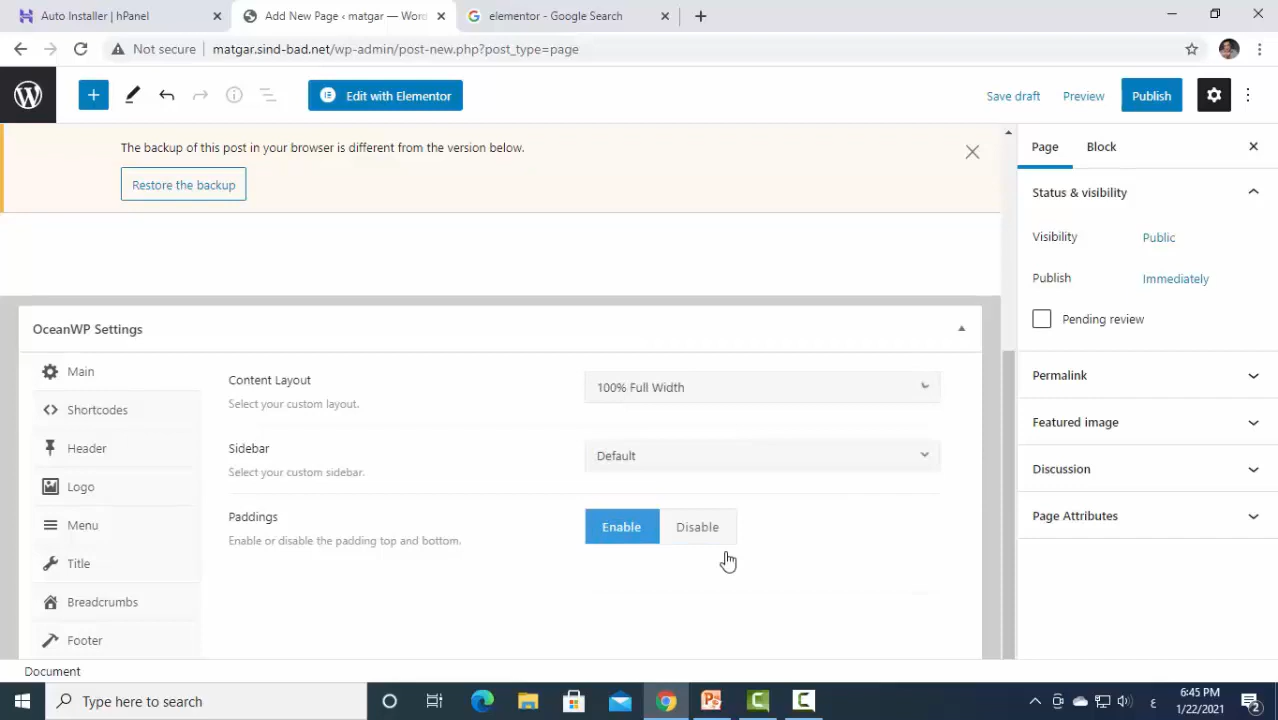 Auto Installer | hPanel
Add New Page ‹ matgar — Word
elementor - Google Search
Not secure
matgar.sind-bad.net/wp-admin/post-new.php?post_type=page
Edit with Elementor
Save draft
Preview
Publish
The backup of this post in your browser is different from the version below.
Restore the backup
Page
Block
Status & visibility
Visibility
Public
Publish
Immediately
Pending review
Permalink
Featured image
Discussion
Page Attributes
OceanWP Settings
Main
Shortcodes
Header
Logo
Menu
Title
Breadcrumbs
Footer
Content Layout
Select your custom layout.
100% Full Width
Sidebar
Select your custom sidebar.
Default
Paddings
Enable or disable the padding top and bottom.
Enable
Disable
Document
Type here to search
ع
6:45 PM
1/22/2021
2